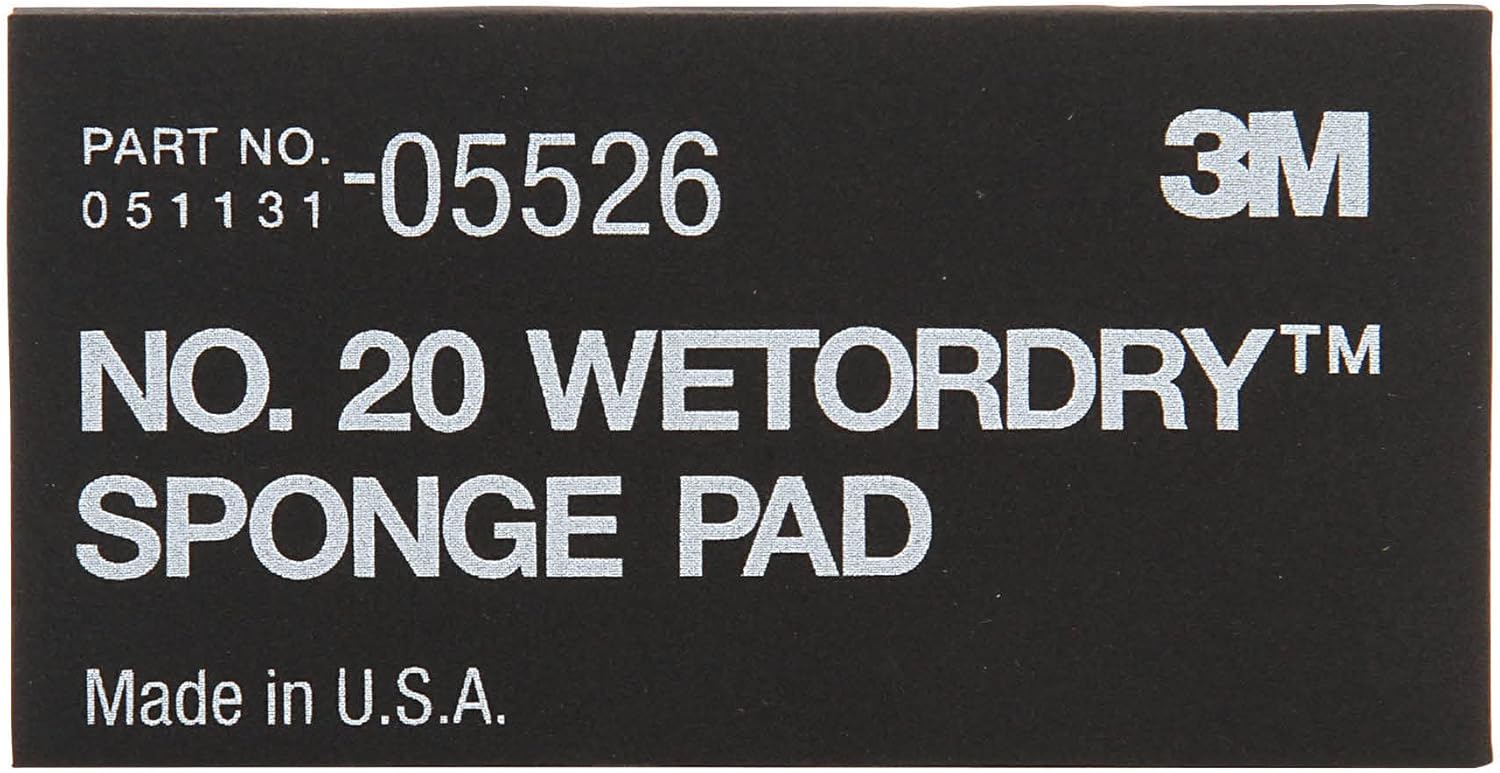 PART NO.
051131
-05526
3M
NO. 20 WETORDRY™
SPONGE PAD
Made in U.S.A.